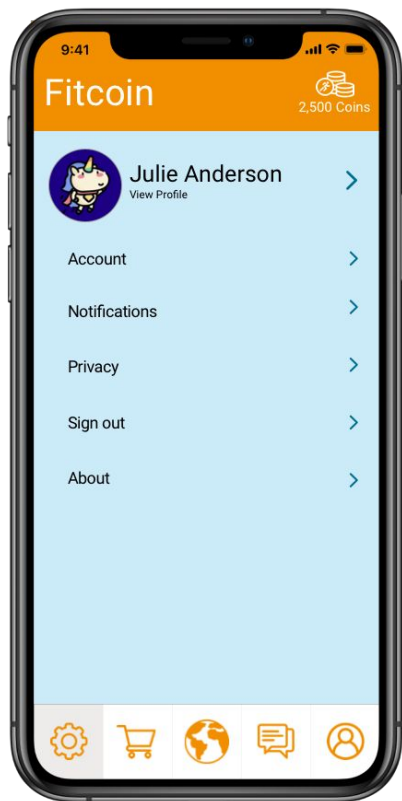 9:41
Fitcoin
2,500 Coins
Julie Anderson
View Profile
Account
Notifications
Privacy
Sign out
About